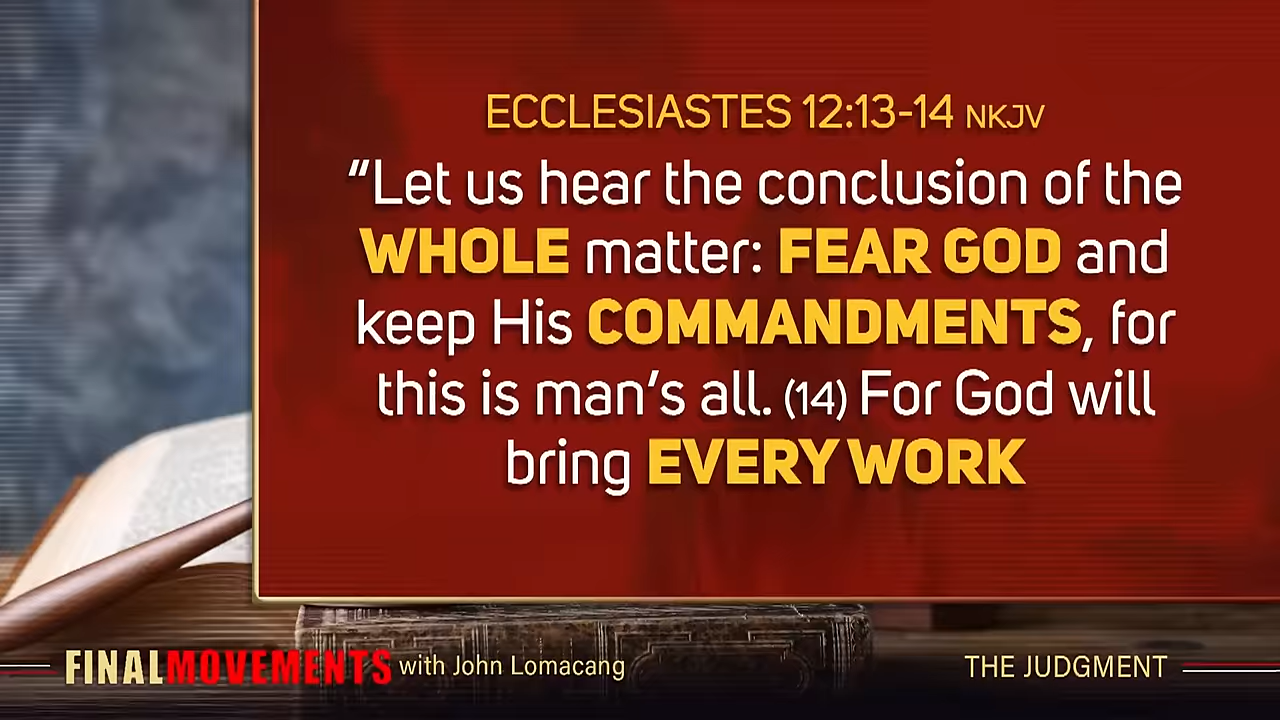 ECCLESIASTES 12:13-14 NKJV
“Let us hear the conclusion of the
WHOLE matter: FEAR GOD and
keep His COMMANDMENTS, for
this is man’s all. (14) For God will
bring EVERY WORK
FINALMOVEMENTS with John Lomacang
THE JUDGMENT